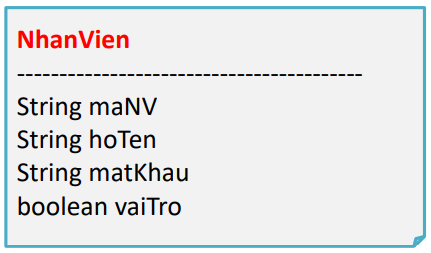 NhanVien
-----------------------------------------
String maNV
String hoTen
String matKhau
boolean vaiTro